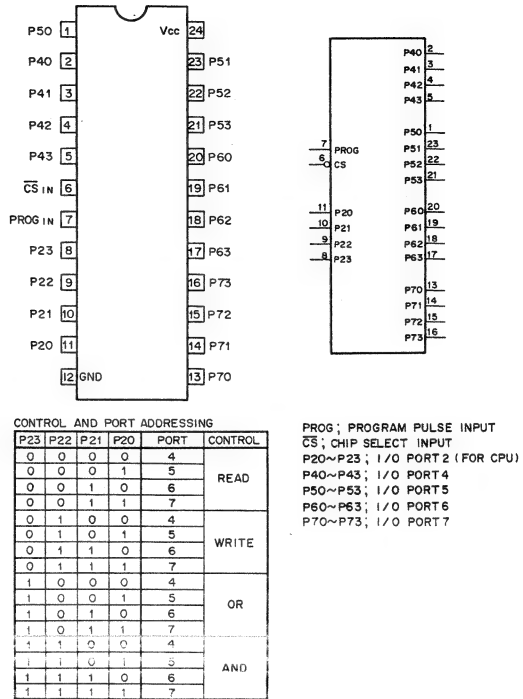 P50 1 Vcc 24
P40 2 23 P51
P41 3 22 P52
P42 4 21 P53
P43 5 20 P60
CS IN 6 19 P61
PROG IN 7 18 P62
P23 8 17 P63
P22 9 16 P73
P21 10 15 P72
P20 11 14 P71
12 GND 13 P70
P40 2
P41 3
P42 4
P43 5
P50 1
7 PROG P51 23
6 CS P52 22
P53 21
11 P20 P60 20
10 P21 P61 19
9 P22 P62 18
8 P23 P63 17
P70 13
P71 14
P72 15
P73 16
CONTROL AND PORT ADDRESSING
P23 P22 P21 P20 PORT CONTROL
0 0 0 0 4
0 0 0 1 5
READ
0 0 1 0 6
0 0 1 1 7
0 1 0 0 4
0 1 0 1 5
WRITE
0 1 1 0 6
0 1 1 1 7
1 0 0 0 4
1 0 0 1 5
OR
1 0 1 0 6
1 0 1 1 7
1 1 0 0 4
1 1 0 1 5
AND
1 1 1 0 6
1 1 1 1 7
PROG; PROGRAM PULSE INPUT
CS; CHIP SELECT INPUT
P20~P23; I/O PORT 2 (FOR CPU)
P40~P43; I/O PORT 4
P50~P53; I/O PORT 5
P60~P63; I/O PORT 6
P70~P73; I/O PORT 7